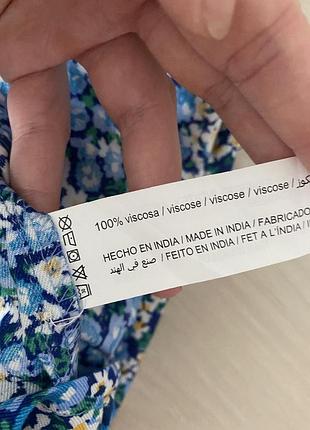 100% viscosa / viscose / viscose / viscose /
HECHO EN INDIA / MADE IN INDIA / FABRICADO
صنع في الهند / FEITO EN INDIA / FET A L'ÍNDIA /